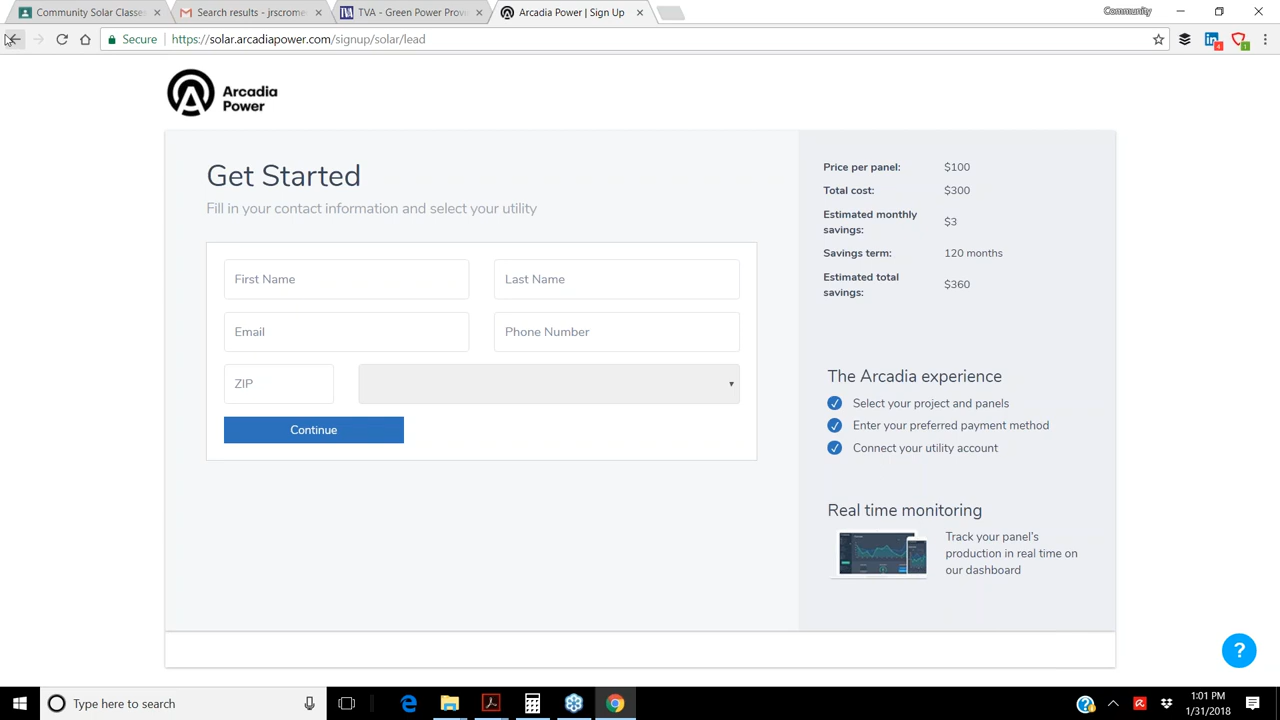 Community Solar Classes
Search results - jrscrome
TVA - Green Power Provi
Arcadia Power | Sign Up
Community
Secure
https://solar.arcadiapower.com/signup/solar/lead
4
1
Arcadia
Power
Get Started
Fill in your contact information and select your utility
First Name
Last Name
Email
Phone Number
ZIP
Continue
Price per panel: $100
Total cost: $300
Estimated monthly
savings: $3
Savings term: 120 months
Estimated total
savings: $360
The Arcadia experience
Select your project and panels
Enter your preferred payment method
Connect your utility account
Real time monitoring
Track your panel's
production in real time on
our dashboard
?
Type here to search
1:01 PM
1/31/2018